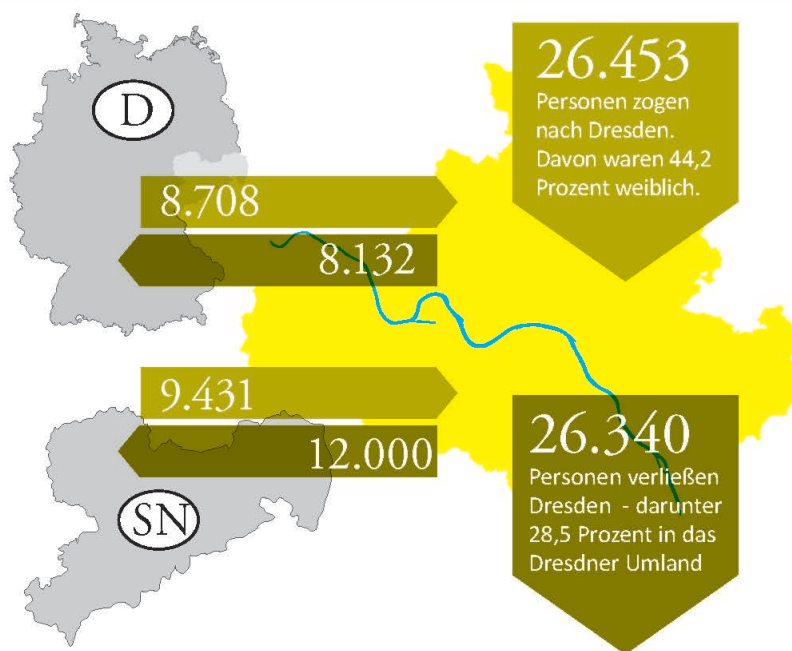 D
8.708
8.132
9.431
12.000
SN
26.453
Personen zogen
nach Dresden.
Davon waren 44,2
Prozent weiblich.
26.340
Personen verließen
Dresden - darunter
28,5 Prozent in das
Dresdner Umland